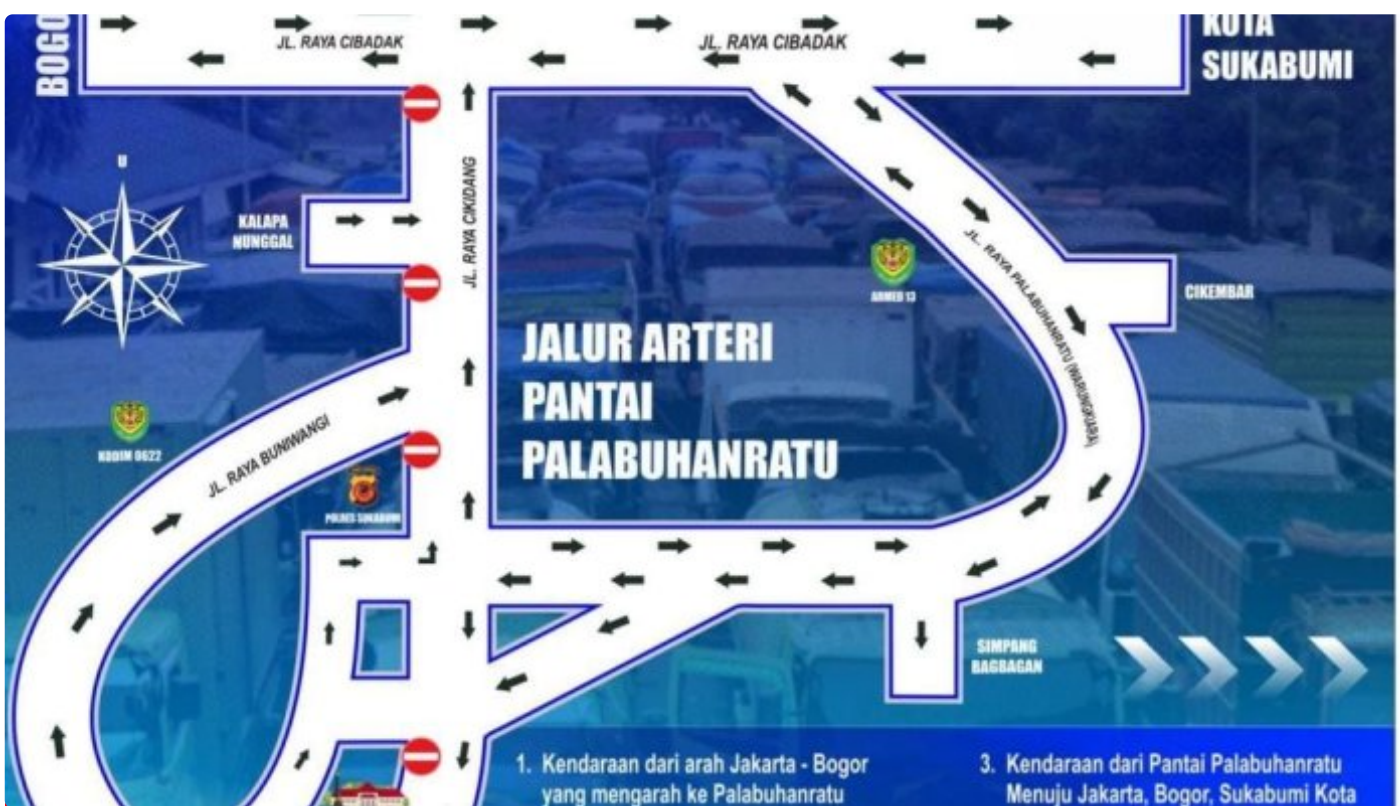 BOGO
JL. RAYA CIBADAK
JL. RAYA CIBADAK
KOTA
SUKABUMI
U
KALAPA
NUNGGAL
JL. RAYA CIKIDANG
ARMED 13
JL. RAYA PALABUHANRATU (WARUNGKIARA)
CIKEMBAR
JALUR ARTERI
PANTAI
PALABUHANRATU
KODIM 0622
JL. RAYA BUNIWANGI
POLRES SUKABUMI
SIMPANG
BAGBAGAN
1. Kendaraan dari arah Jakarta - Bogor
yang mengarah ke Palabuhanratu
3. Kendaraan dari Pantai Palabuhanratu
Menuju Jakarta, Bogor, Sukabumi Kota